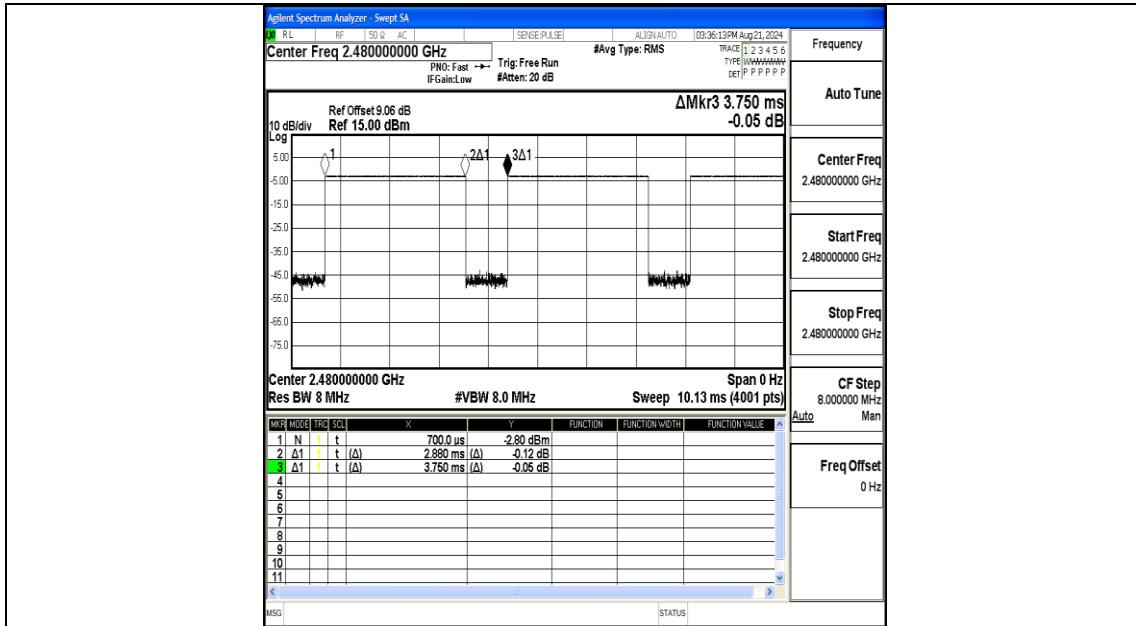 Agilent Spectrum Analyzer - Swept SA
LXI RL RF 50 Ω AC SENSE:PULSE ALIGN AUTO 03:36:13 PM Aug 21, 2024
Center Freq 2.480000000 GHz #Avg Type: RMS TRACE 1 2 3 4 5 6
PNO: Fast Trig: Free Run TYPE WWWWWW
IFGain:Low #Atten: 20 dB DET P P P P P P
Frequency
Auto Tune
Center Freq
2.480000000 GHz
Start Freq
2.480000000 GHz
Stop Freq
2.480000000 GHz
CF Step
8.000000 MHz
Auto Man
Freq Offset
0 Hz
ΔMkr3 3.750 ms
-0.05 dB
Ref Offset 9.06 dB
10 dB/div Ref 15.00 dBm
Log
1 2Δ1 3Δ1
5.00
-5.00
-15.0
-25.0
-35.0
-45.0
-55.0
-65.0
-75.0
Center 2.480000000 GHz Span 0 Hz
Res BW 8 MHz #VBW 8.0 MHz Sweep 10.13 ms (4001 pts)
MKR MODE TRC SCL X Y FUNCTION FUNCTION WIDTH FUNCTION VALUE
1 N 1 t 700.0 us -2.80 dBm
2 Δ1 1 t (Δ) 2.880 ms (Δ) -0.12 dB
3 Δ1 1 t (Δ) 3.750 ms (Δ) -0.05 dB
4
5
6
7
8
9
10
11
MSG STATUS